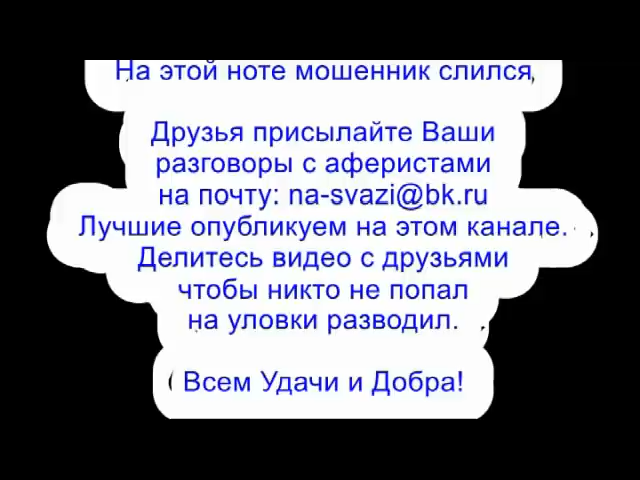 На этой ноте мошенник слился,
Друзья присылайте Ваши
разговоры с аферистами
на почту: na-svazi@bk.ru
Лучшие опубликуем на этом канале.
Делитесь видео с друзьями
чтобы никто не попал
на уловки разводил.
Всем Удачи и Добра!